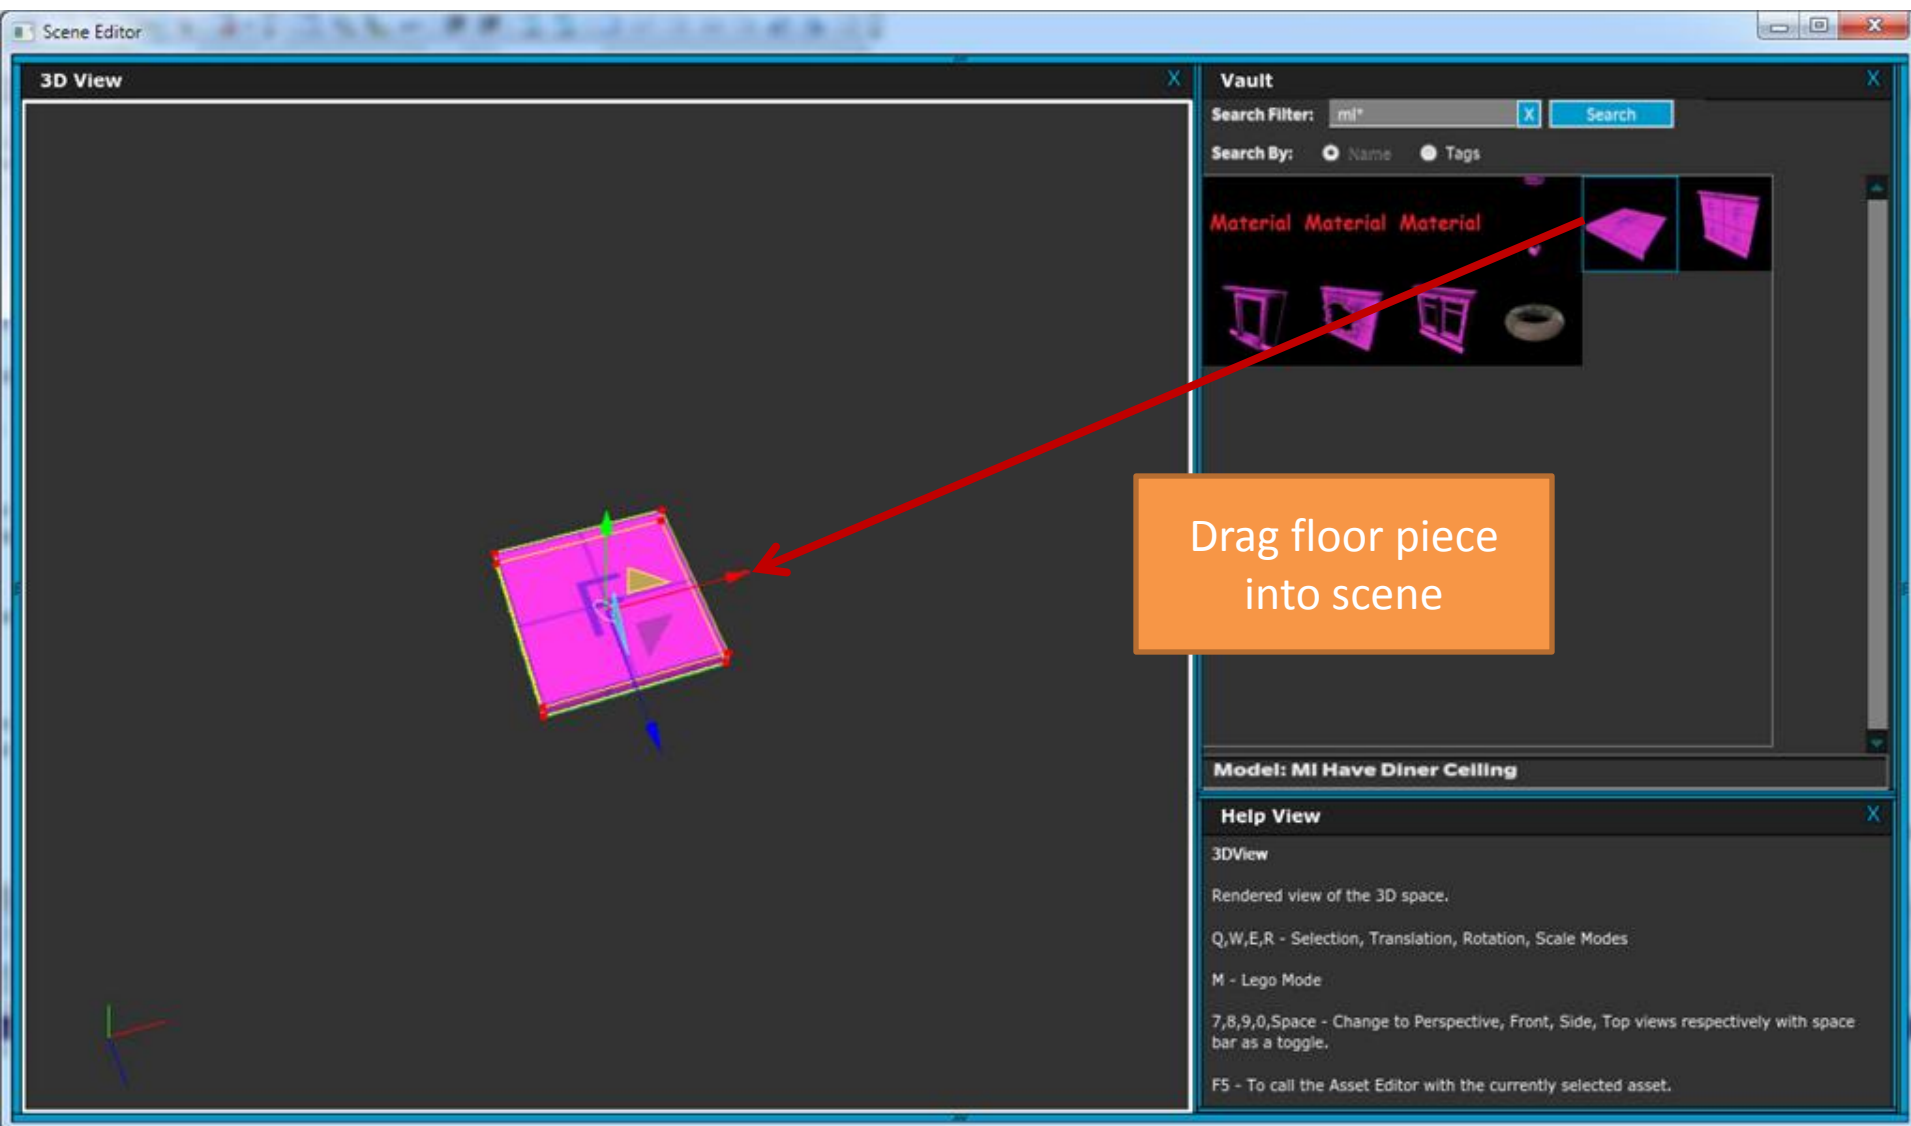 Scene Editor
3D View
X
Vault
X
Search Filter:
ml*
X
Search
Search By:
Name
Tags
Material Material Material
Drag floor piece
into scene
Model: MI Have Diner Ceiling
Help View
X
3DView
Rendered view of the 3D space.
Q,W,E,R - Selection, Translation, Rotation, Scale Modes
M - Lego Mode
7,8,9,0,Space - Change to Perspective, Front, Side, Top views respectively with space
bar as a toggle.
F5 - To call the Asset Editor with the currently selected asset.